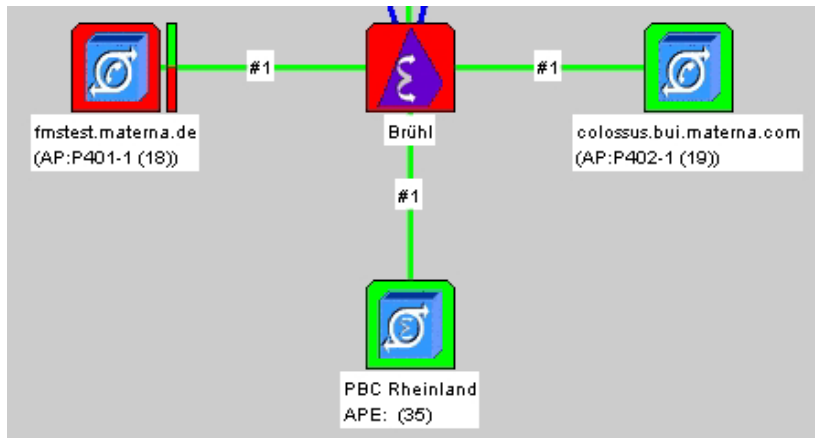 #1
#1
fmstest.materna.de
(AP:P401-1 (18))
Brühl
colossus.bui.materna.com
(AP:P402-1 (19))
#1
PBC Rheinland
APE: (35)